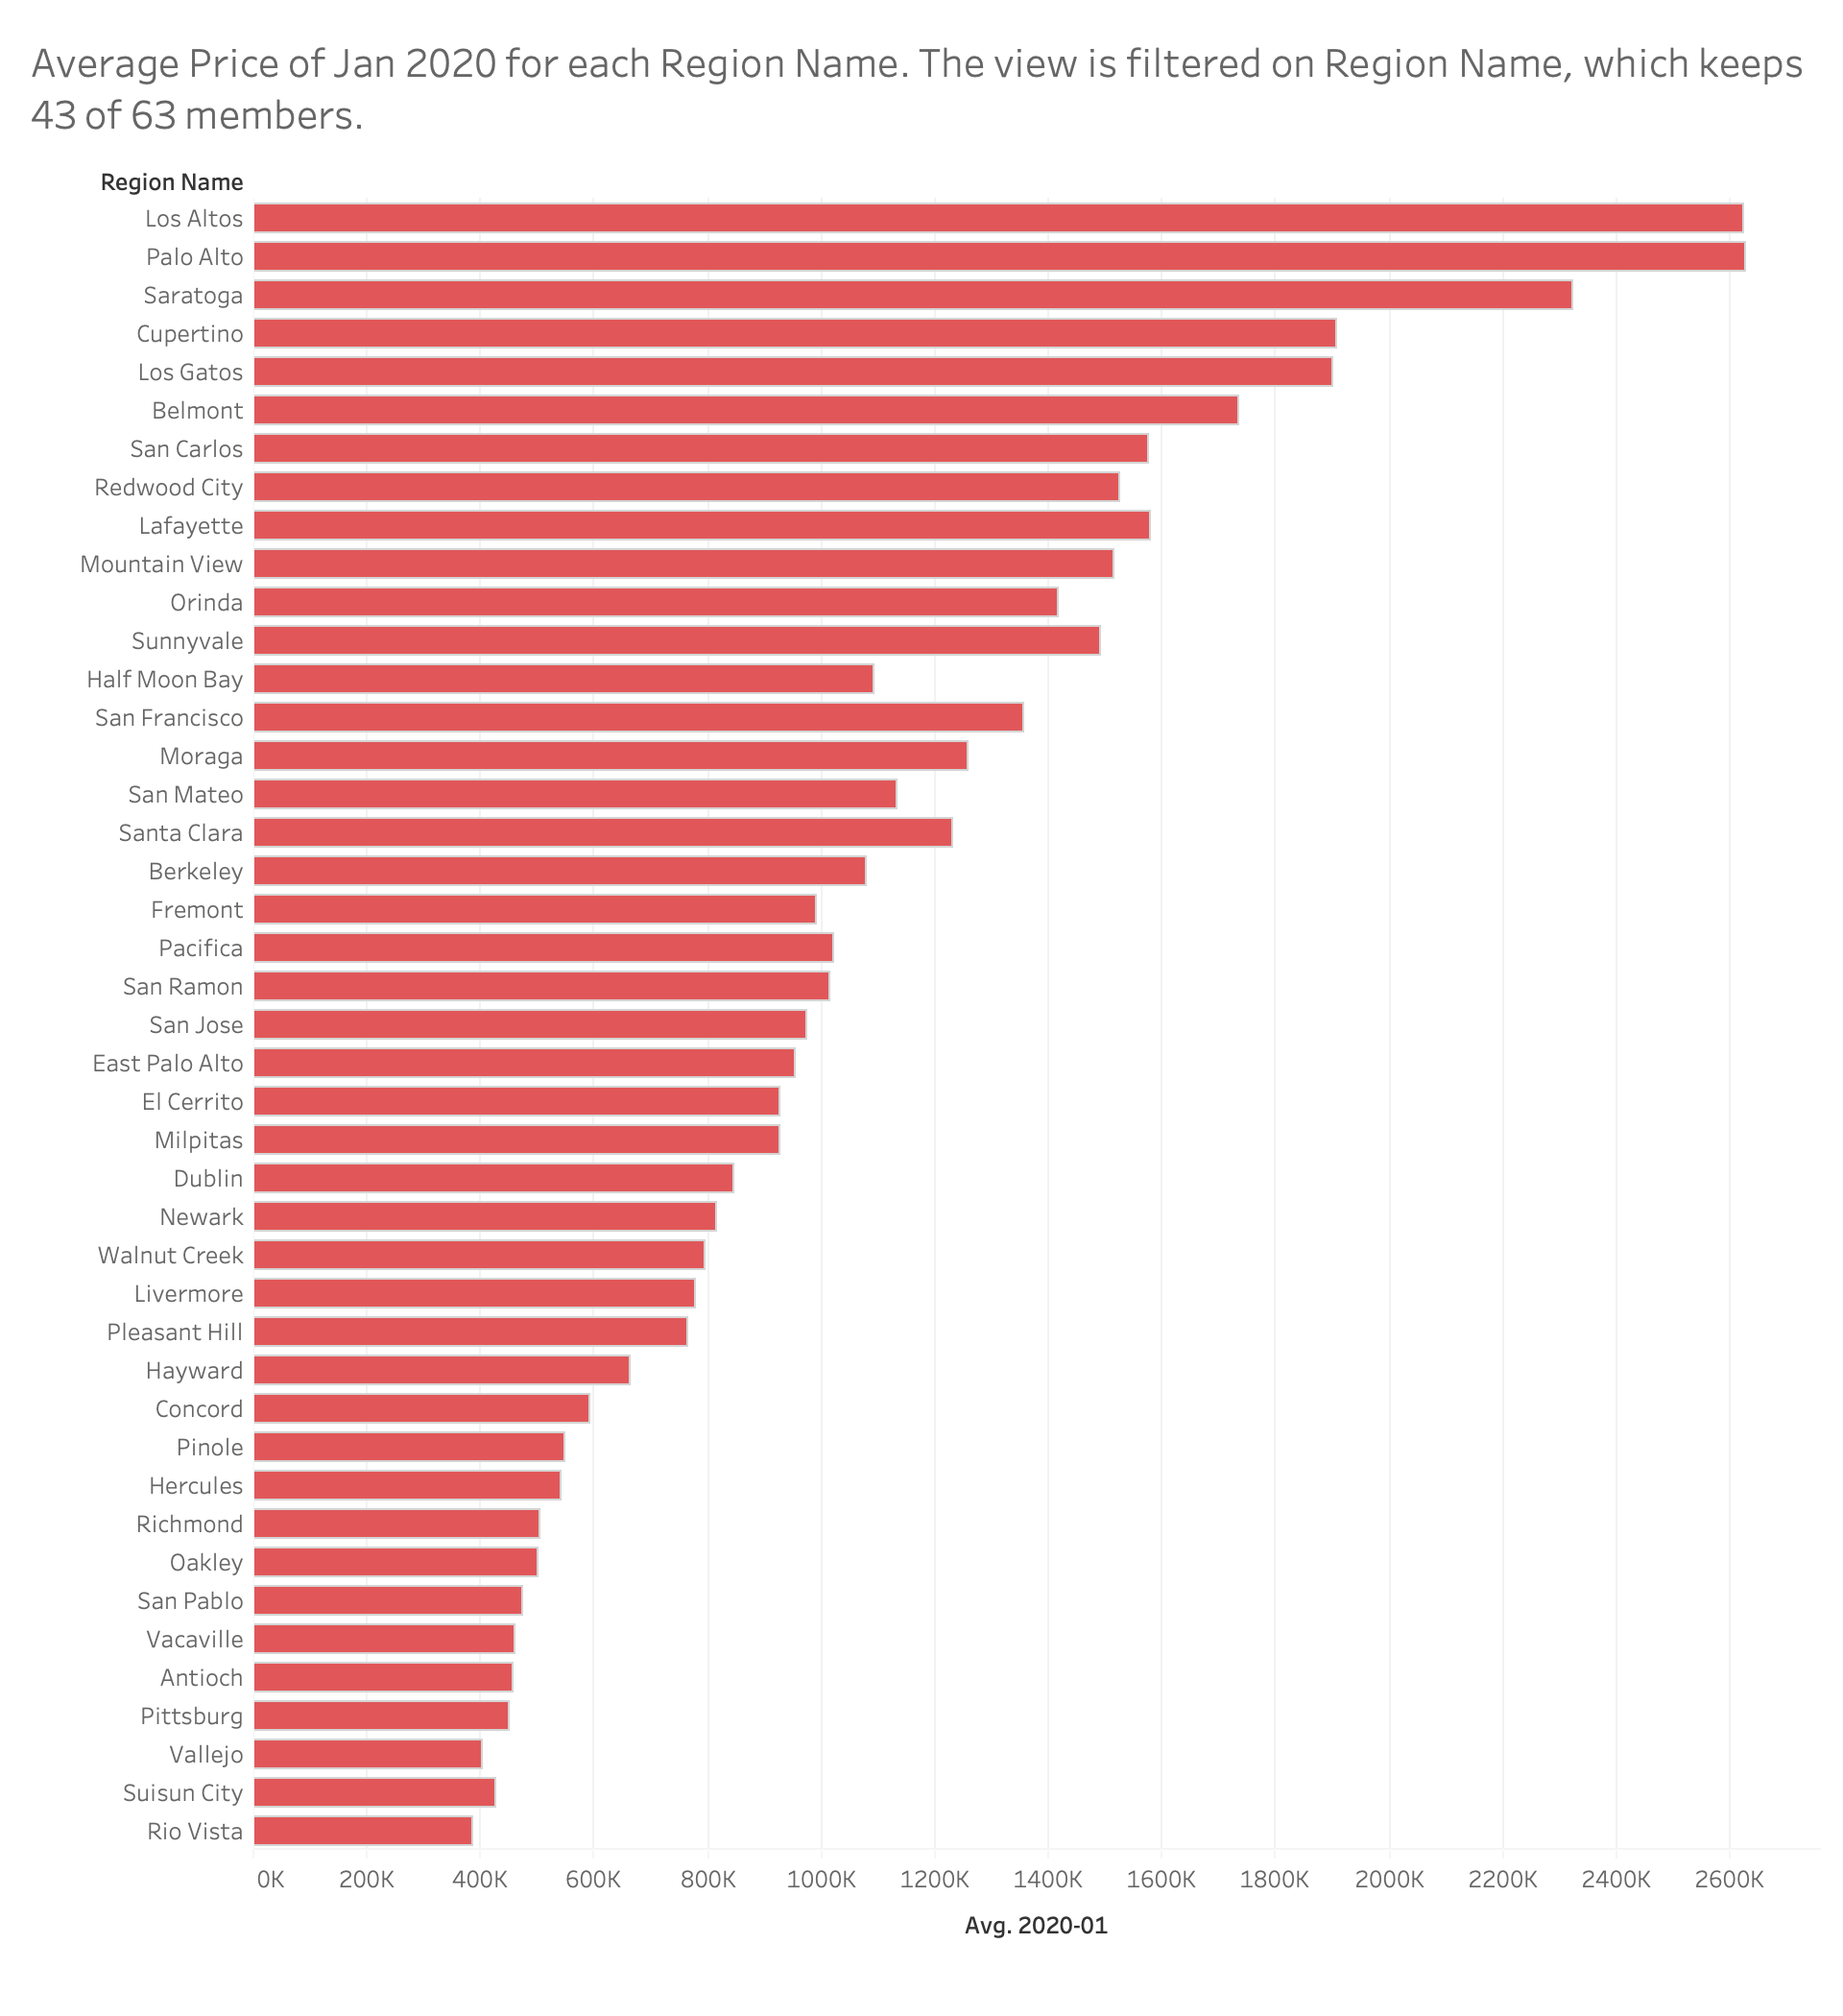 Average Price of Jan 2020 for each Region Name. The view is filtered on Region Name, which keeps
43 of 63 members.
Region Name
Los Altos
Palo Alto
Saratoga
Cupertino
Los Gatos
Belmont
San Carlos
Redwood City
Lafayette
Mountain View
Orinda
Sunnyvale
Half Moon Bay
San Francisco
Moraga
San Mateo
Santa Clara
Berkeley
Fremont
Pacifica
San Ramon
San Jose
East Palo Alto
El Cerrito
Milpitas
Dublin
Newark
Walnut Creek
Livermore
Pleasant Hill
Hayward
Concord
Pinole
Hercules
Richmond
Oakley
San Pablo
Vacaville
Antioch
Pittsburg
Vallejo
Suisun City
Rio Vista
0K 200K 400K 600K 800K 1000K 1200K 1400K 1600K 1800K 2000K 2200K 2400K 2600K
Avg. 2020-01